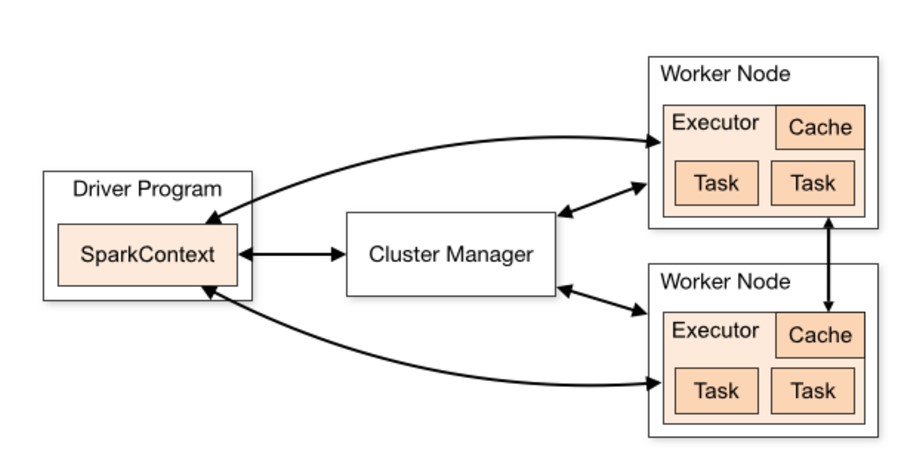 Driver Program
SparkContext
Cluster Manager
Worker Node
Executor
Cache
Task
Task
Worker Node
Executor
Cache
Task
Task